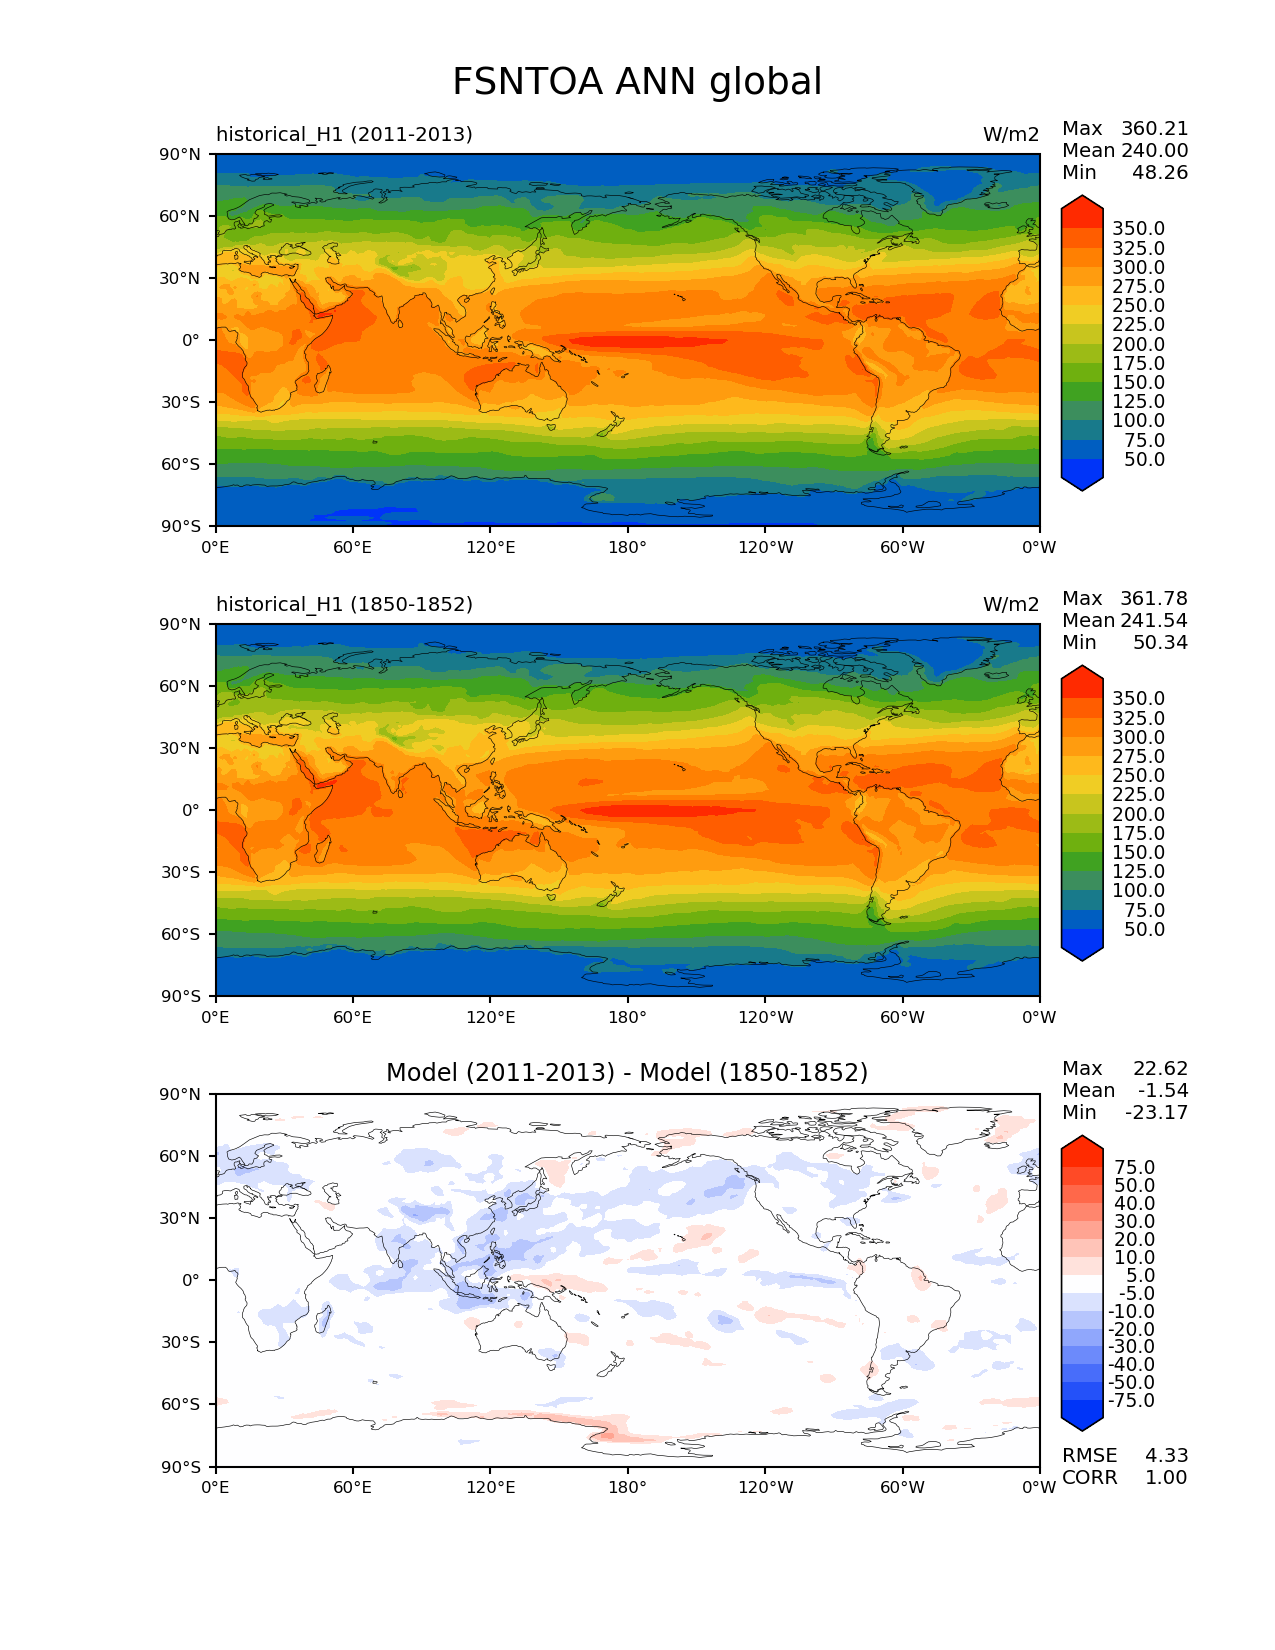 FSNTOA ANN global
historical_H1 (2011-2013) W/m2
Max 360.21
Mean 240.00
Min 48.26
90°N
60°N
30°N
0°
30°S
60°S
90°S
0°E 60°E 120°E 180° 120°W 60°W 0°W
350.0
325.0
300.0
275.0
250.0
225.0
200.0
175.0
150.0
125.0
100.0
75.0
50.0
historical_H1 (1850-1852) W/m2
Max 361.78
Mean 241.54
Min 50.34
90°N
60°N
30°N
0°
30°S
60°S
90°S
0°E 60°E 120°E 180° 120°W 60°W 0°W
350.0
325.0
300.0
275.0
250.0
225.0
200.0
175.0
150.0
125.0
100.0
75.0
50.0
Model (2011-2013) - Model (1850-1852)
Max 22.62
Mean -1.54
Min -23.17
90°N
60°N
30°N
0°
30°S
60°S
90°S
0°E 60°E 120°E 180° 120°W 60°W 0°W
75.0
50.0
40.0
30.0
20.0
10.0
5.0
-5.0
-10.0
-20.0
-30.0
-40.0
-50.0
-75.0
RMSE 4.33
CORR 1.00